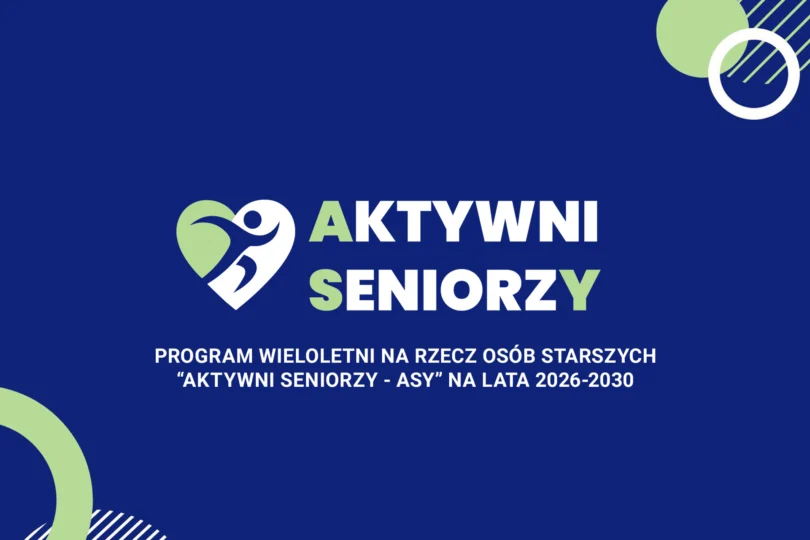 AKTYWNI
SENIORZY
PROGRAM WIELOLETNI NA RZECZ OSÓB STARSZYCH
“AKTYWNI SENIORZY - ASY” NA LATA 2026-2030